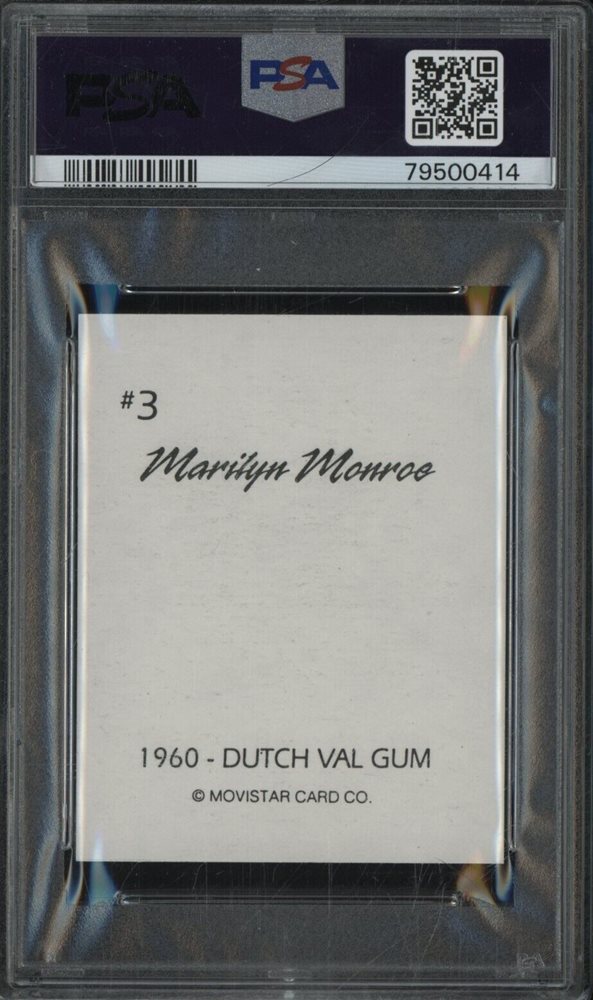 PSA
PSA
79500414
#3
Marilyn Monroe
1960 - DUTCH VAL GUM
© MOVISTAR CARD CO.